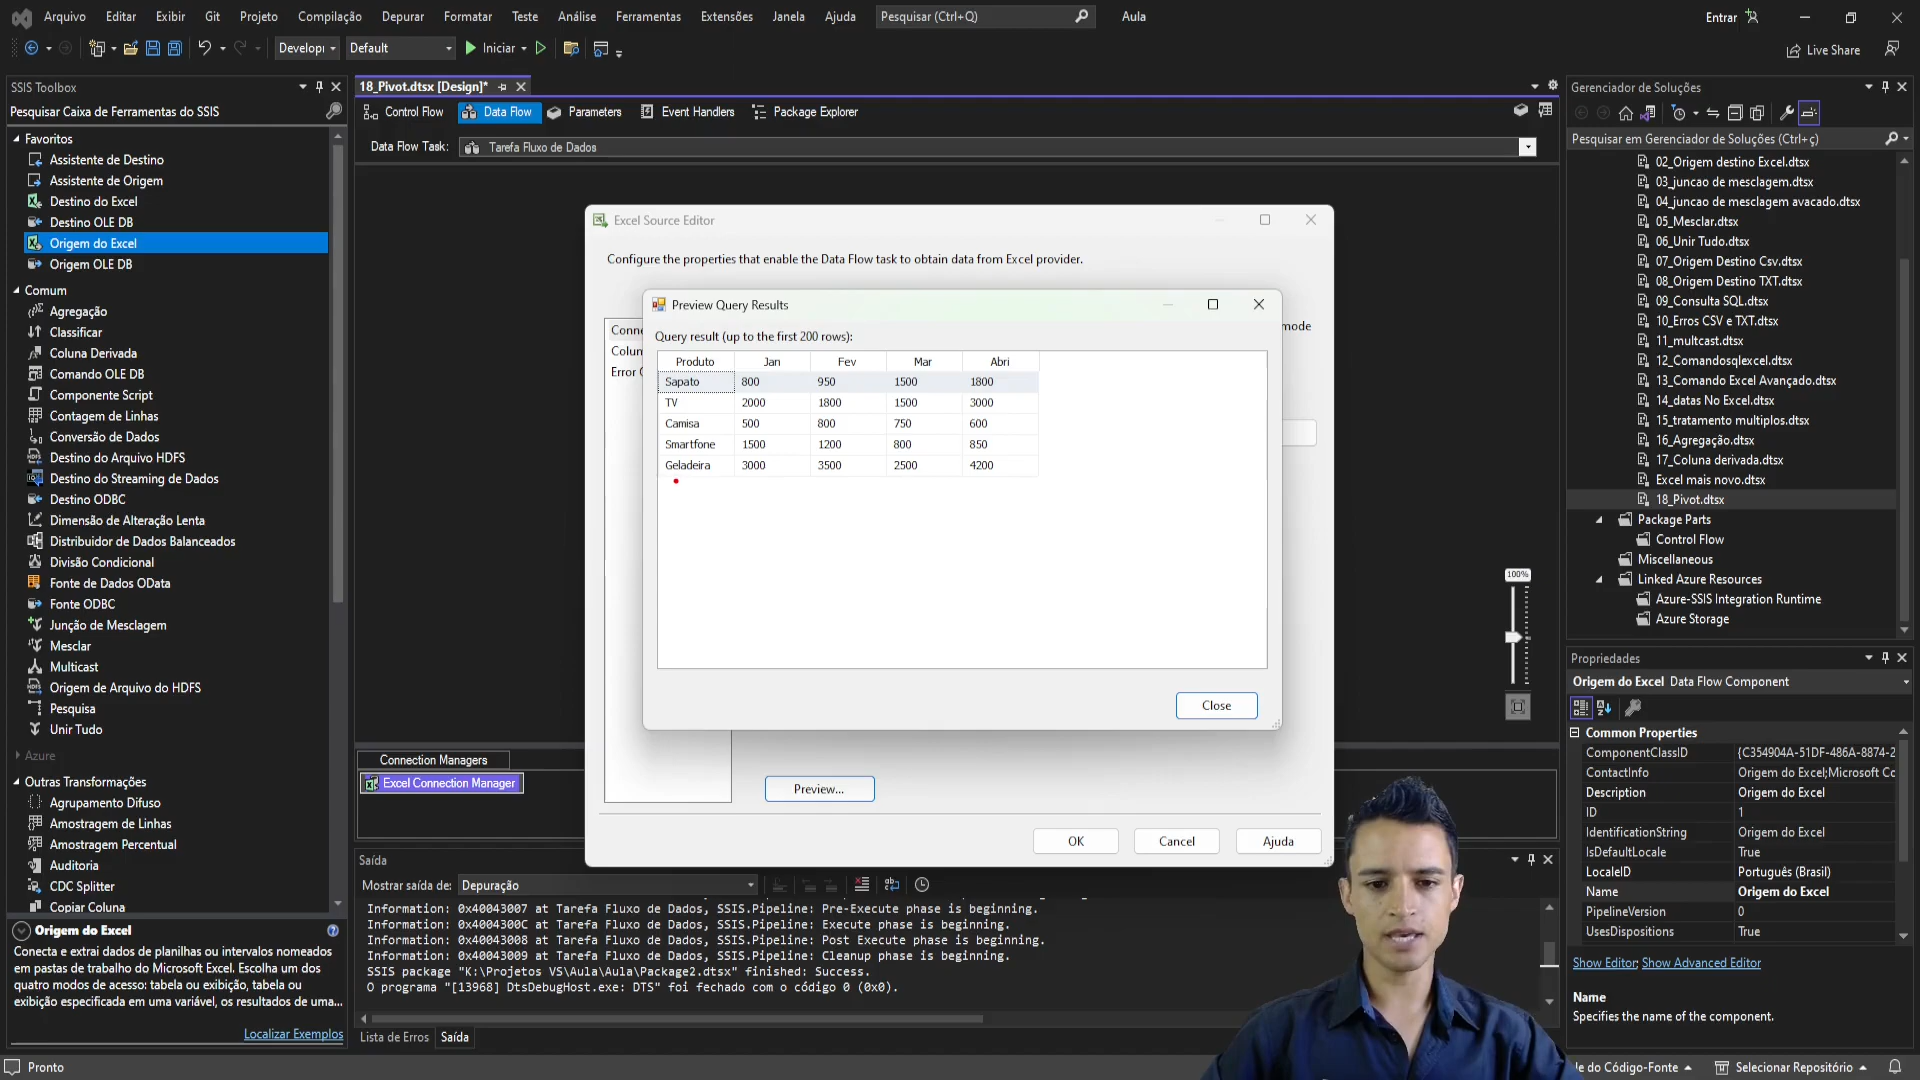 Arquivo Editar Exibir Git Projeto Compilação Depurar Formatar Teste Análise Ferramentas Extensões Janela Ajuda Pesquisar (Ctrl+Q) Aula Entrar
Default Iniciar Live Share
SSIS Toolbox
Pesquisar Caixa de Ferramentas do SSIS
Favoritos
Assistente de Destino
Assistente de Origem
Destino do Excel
Destino OLE DB
Origem do Excel
Origem OLE DB
Comum
Agregação
Classificar
Coluna Derivada
Comando OLE DB
Componente Script
Contagem de Linhas
Conversão de Dados
Destino do Arquivo HDFS
Destino do Streaming de Dados
Destino ODBC
Dimensão de Alteração Lenta
Distribuidor de Dados Balanceados
Divisão Condicional
Fonte de Dados OData
Fonte ODBC
Junção de Mesclagem
Mesclar
Multicast
Origem de Arquivo do HDFS
Pesquisa
Unir Tudo
Azure
Outras Transformações
Agrupamento Difuso
Amostragem de Linhas
Amostragem Percentual
Auditoria
CDC Splitter
Copiar Coluna
Origem do Excel
Conecta e extrai dados de planilhas ou intervalos nomeados
em pastas de trabalho do Microsoft Excel. Escolha um dos
quatro modos de acesso: tabela ou exibição, tabela ou
exibição especificada em uma variável, os resultados de uma...
Localizar Exemplos
18_Pivot.dtsx [Design]*
Control Flow Data Flow Parameters Event Handlers Package Explorer
Data Flow Task: Tarefa Fluxo de Dados
Excel Source Editor
Configure the properties that enable the Data Flow task to obtain data from Excel provider.
mode
Preview Query Results
Query result (up to the first 200 rows):
Produto Jan Fev Mar Abri
Sapato 800 950 1500 1800
TV 2000 1800 1500 3000
Camisa 500 800 750 600
Smartfone 1500 1200 800 850
Geladeira 3000 3500 2500 4200
Close
Preview...
OK Cancel Ajuda
100%
Connection Managers
Excel Connection Manager
Saída
Mostrar saída de: Depuração
Information: 0x40043007 at Tarefa Fluxo de Dados, SSIS.Pipeline: Pre-Execute phase is beginning.
Information: 0x4004300C at Tarefa Fluxo de Dados, SSIS.Pipeline: Execute phase is beginning.
Information: 0x40043008 at Tarefa Fluxo de Dados, SSIS.Pipeline: Post Execute phase is beginning.
Information: 0x40043009 at Tarefa Fluxo de Dados, SSIS.Pipeline: Cleanup phase is beginning.
SSIS package "K:\Projetos VS\Aula\Aula\Package2.dtsx" finished: Success.
O programa "[13968] DtsDebugHost.exe: DTS" foi fechado com o código 0 (0x0).
Lista de Erros Saída
Gerenciador de Soluções
Pesquisar em Gerenciador de Soluções (Ctrl+ç)
02_Origem destino Excel.dtsx
03_juncao de mesclagem.dtsx
04_juncao de mesclagem avacado.dtsx
05_Mesclar.dtsx
06_Unir Tudo.dtsx
07_Origem Destino Csv.dtsx
08_Origem Destino TXT.dtsx
09_Consulta SQL.dtsx
10_Erros CSV e TXT.dtsx
11_multcast.dtsx
12_Comandosqlexcel.dtsx
13_Comando Excel Avançado.dtsx
14_datas No Excel.dtsx
15_tratamento multiplos.dtsx
16_Agregação.dtsx
17_Coluna derivada.dtsx
Excel mais novo.dtsx
18_Pivot.dtsx
Package Parts
Control Flow
Miscellaneous
Linked Azure Resources
Azure-SSIS Integration Runtime
Azure Storage
Propriedades
Origem do Excel Data Flow Component
Common Properties
ComponentClassID {C354904A-51DF-486A-8874-2
ContactInfo Origem do Excel;Microsoft Co
Description Origem do Excel
ID 1
IdentificationString Origem do Excel
IsDefaultLocale True
LocaleID Português (Brasil)
Name Origem do Excel
PipelineVersion 0
UsesDispositions True
Show Editor; Show Advanced Editor
Name
Specifies the name of the component.
Pronto
le do Código-Fonte Selecionar Repositório